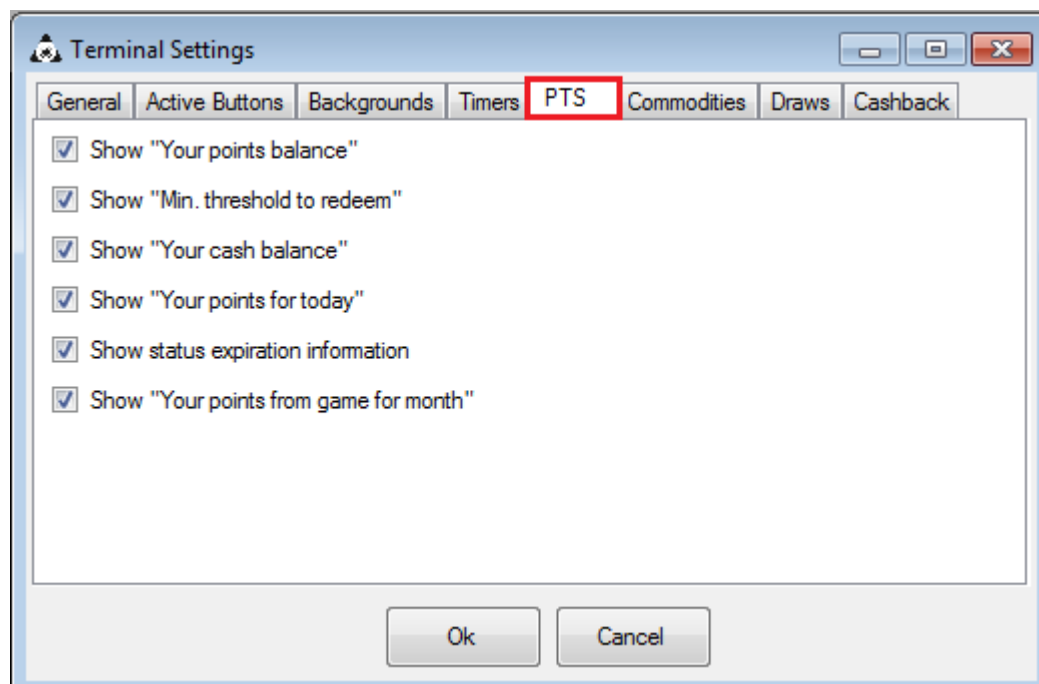 Terminal Settings
General Active Buttons Backgrounds Timers PTS Commodities Draws Cashback
Show "Your points balance"
Show "Min. threshold to redeem"
Show "Your cash balance"
Show "Your points for today"
Show status expiration information
Show "Your points from game for month"
Ok Cancel